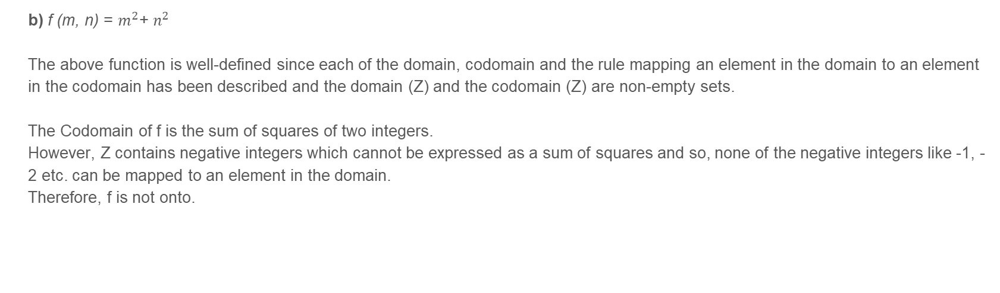 b) f (m, n) = m²+ n²
The above function is well-defined since each of the domain, codomain and the rule mapping an element in the domain to an element
in the codomain has been described and the domain (Z) and the codomain (Z) are non-empty sets.
The Codomain of f is the sum of squares of two integers.
However, Z contains negative integers which cannot be expressed as a sum of squares and so, none of the negative integers like -1, -
2 etc. can be mapped to an element in the domain.
Therefore, f is not onto.